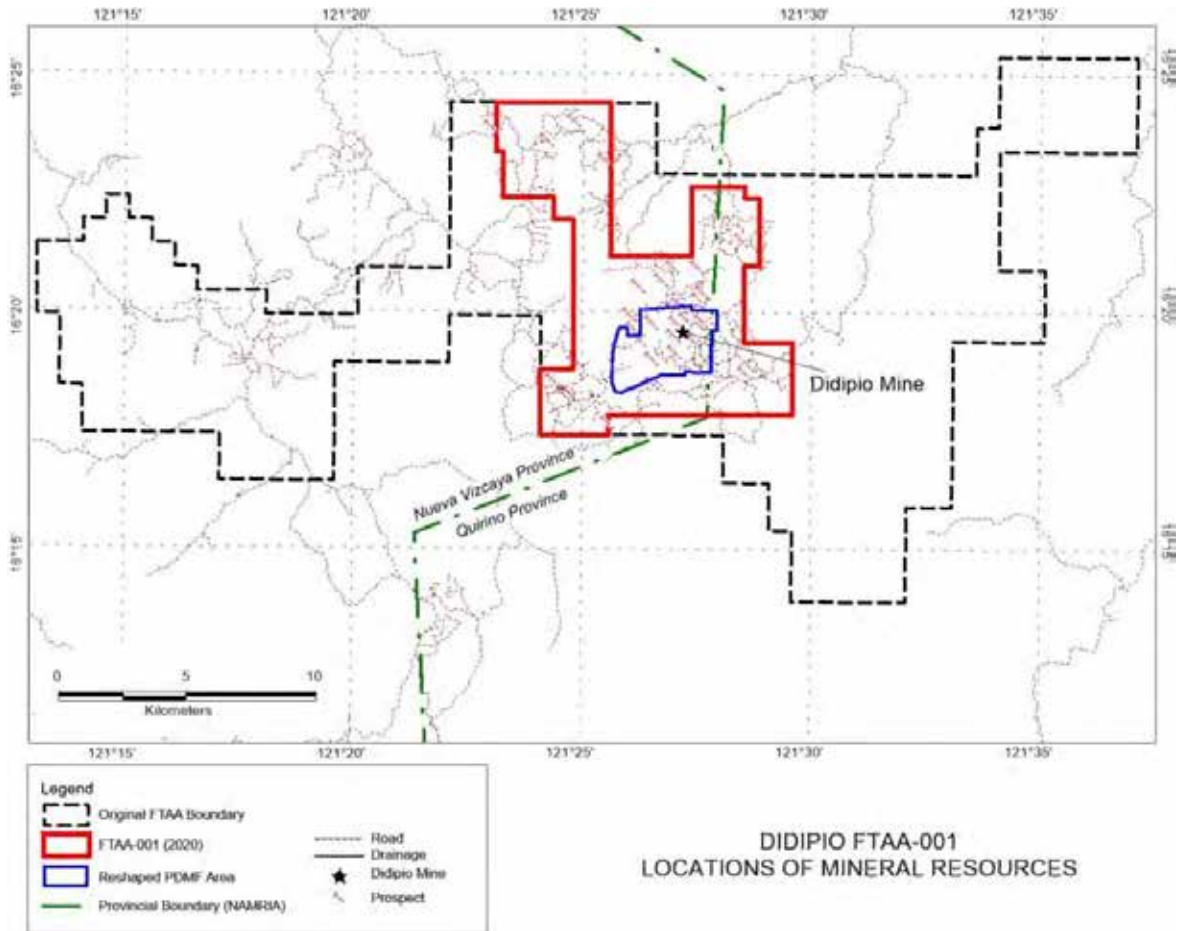 121°15' 121°20' 121°25' 121°30' 121°35'
16°25'
16°20'
16°15'
Didipio Mine
Nueva Vizcaya Province
Quirino Province
0 5 10
Kilometers
121°15' 121°20' 121°25' 121°30' 121°35'
Legend
Original FTAA Boundary
FTAA-001 (2020)
Reshaped PDMF Area
Provincial Boundary (NAMRIA)
Road
Drainage
Didipio Mine
Prospect
DIDIPIO FTAA-001
LOCATIONS OF MINERAL RESOURCES